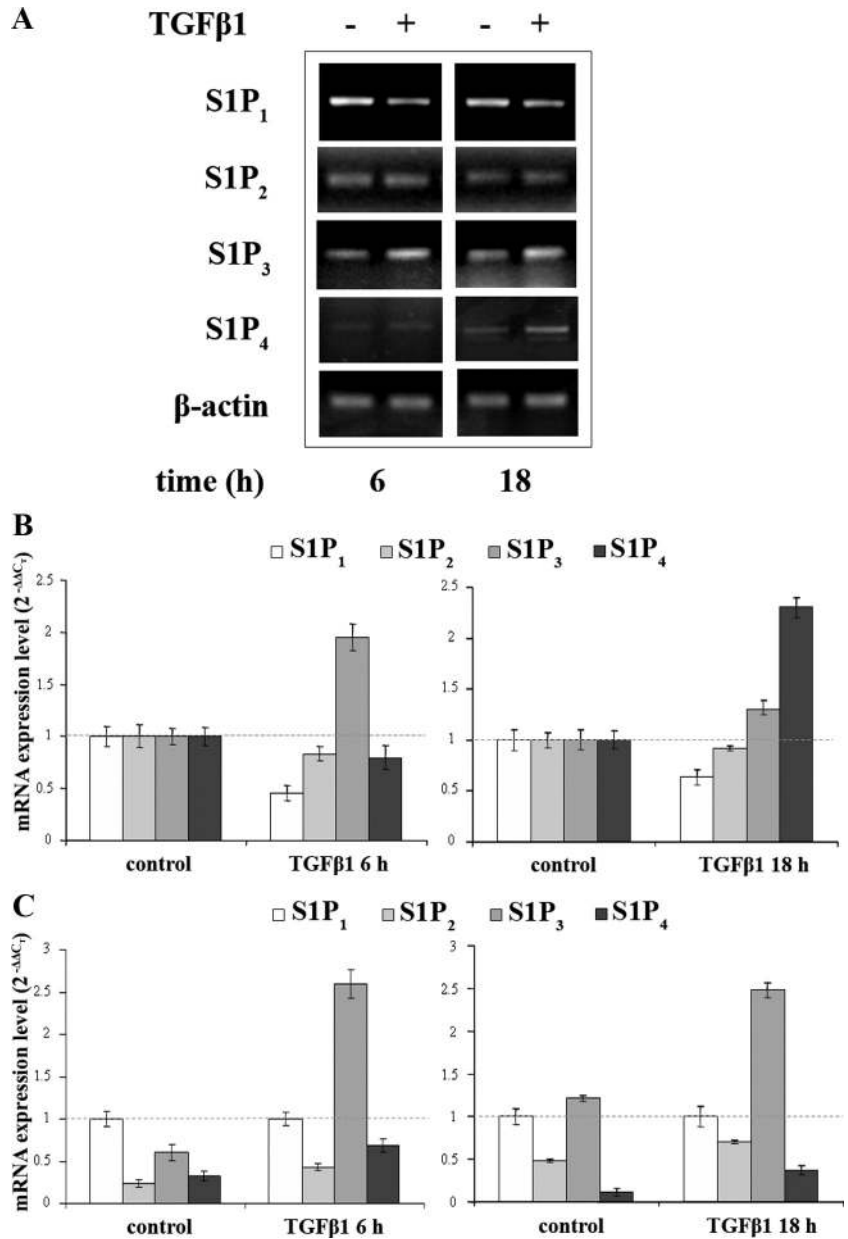 A
TGFβ1 - + - +
S1P₁
S1P₂
S1P₃
S1P₄
β-actin
time (h) 6 18
B
S1P₁ S1P₂ S1P₃ S1P₄
mRNA expression level (2^-ΔΔC_T)
2.5
2
1.5
1
0.5
0
control TGFβ1 6 h
2.5
2
1.5
1
0.5
0
control TGFβ1 18 h
C
S1P₁ S1P₂ S1P₃ S1P₄
mRNA expression level (2^-ΔΔC_T)
3
2.5
2
1.5
1
0.5
0
control TGFβ1 6 h
3
2.5
2
1.5
1
0.5
0
control TGFβ1 18 h